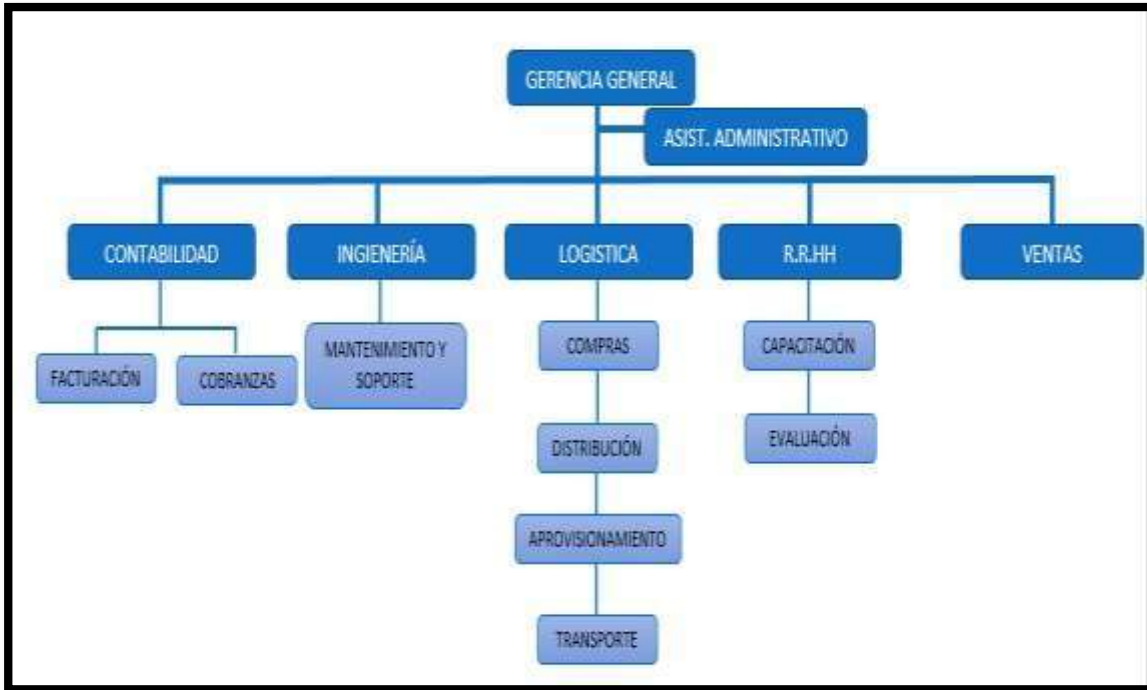 GERENCIA GENERAL
ASIST. ADMINISTRATIVO
CONTABILIDAD
INGIENERÍA
LOGISTICA
R.R.HH
VENTAS
FACTURACIÓN
COBRANZAS
MANTENIMIENTO Y
SOPORTE
COMPRAS
CAPACITACIÓN
DISTRIBUCIÓN
EVALUACIÓN
APROVISIONAMIENTO
TRANSPORTE